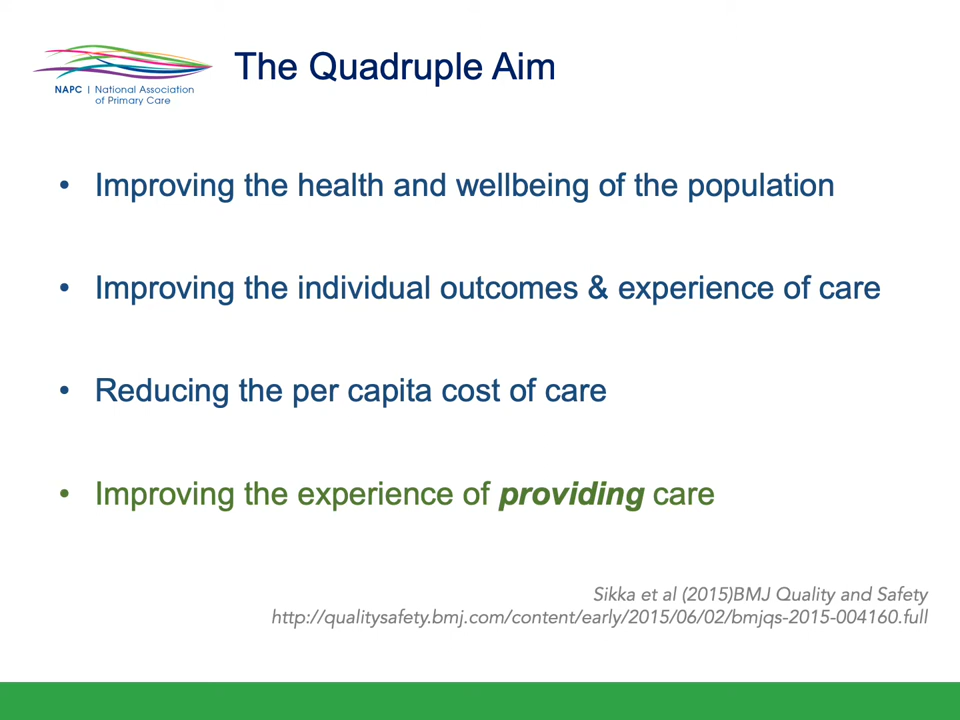 The Quadruple Aim
NAPC | National Association
of Primary Care
• Improving the health and wellbeing of the population
• Improving the individual outcomes & experience of care
• Reducing the per capita cost of care
• Improving the experience of providing care
Sikka et al (2015)BMJ Quality and Safety
http://qualitysafety.bmj.com/content/early/2015/06/02/bmjqs-2015-004160.full